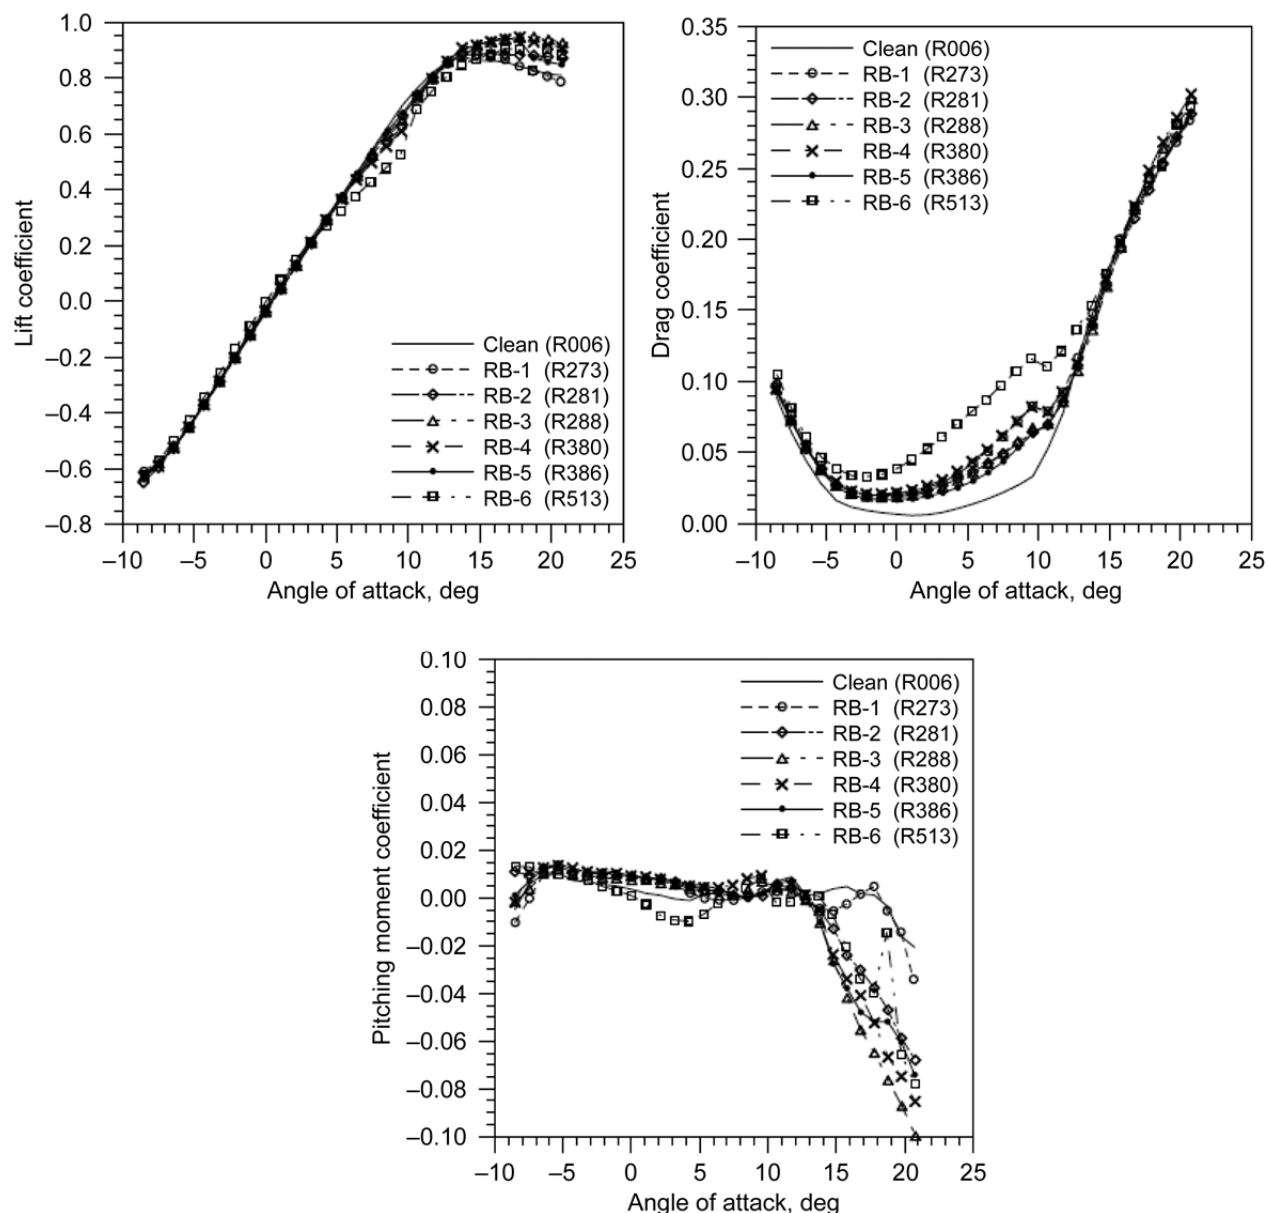 1.0
0.8
0.6
0.4
0.2
0.0
–0.2
–0.4
–0.6
–0.8
Lift coefficient
Clean (R006)
RB-1 (R273)
RB-2 (R281)
RB-3 (R288)
RB-4 (R380)
RB-5 (R386)
RB-6 (R513)
–10 –5 0 5 10 15 20 25
Angle of attack, deg
0.35
0.30
0.25
0.20
0.15
0.10
0.05
0.00
Drag coefficient
Clean (R006)
RB-1 (R273)
RB-2 (R281)
RB-3 (R288)
RB-4 (R380)
RB-5 (R386)
RB-6 (R513)
–10 –5 0 5 10 15 20 25
Angle of attack, deg
0.10
0.08
0.06
0.04
0.02
0.00
–0.02
–0.04
–0.06
–0.08
–0.10
Pitching moment coefficient
Clean (R006)
RB-1 (R273)
RB-2 (R281)
RB-3 (R288)
RB-4 (R380)
RB-5 (R386)
RB-6 (R513)
–10 –5 0 5 10 15 20 25
Angle of attack, deg